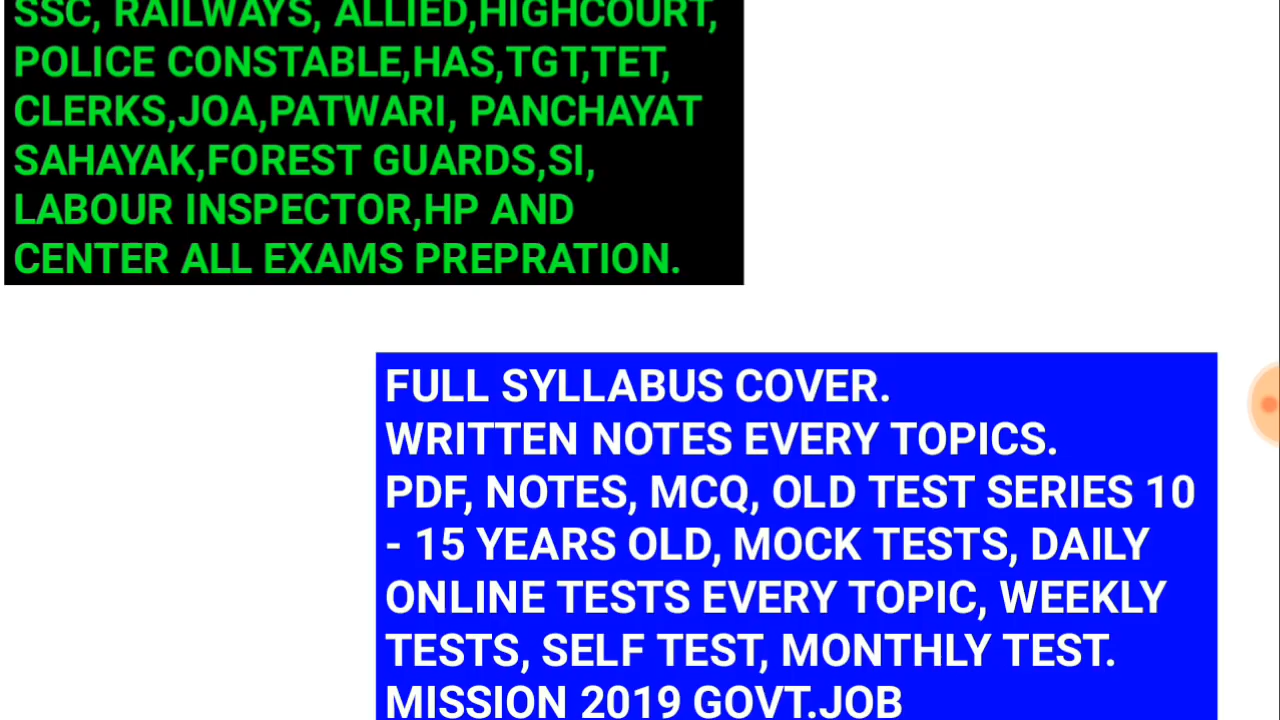 SSC, RAILWAYS, ALLIED,HIGHCOURT,
POLICE CONSTABLE,HAS,TGT,TET,
CLERKS,JOA,PATWARI, PANCHAYAT
SAHAYAK,FOREST GUARDS,SI,
LABOUR INSPECTOR,HP AND
CENTER ALL EXAMS PREPRATION.
FULL SYLLABUS COVER.
WRITTEN NOTES EVERY TOPICS.
PDF, NOTES, MCQ, OLD TEST SERIES 10
- 15 YEARS OLD, MOCK TESTS, DAILY
ONLINE TESTS EVERY TOPIC, WEEKLY
TESTS, SELF TEST, MONTHLY TEST.
MISSION 2019 GOVT.JOB